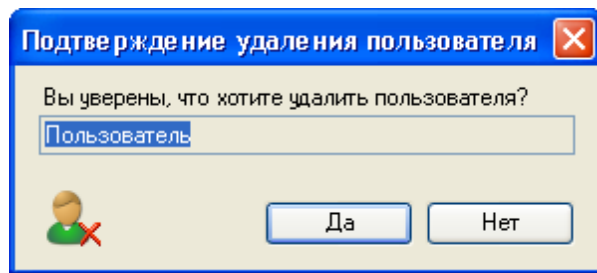 Подтверждение удаления пользователя
Вы уверены, что хотите удалить пользователя?
Пользователь
Да
Нет